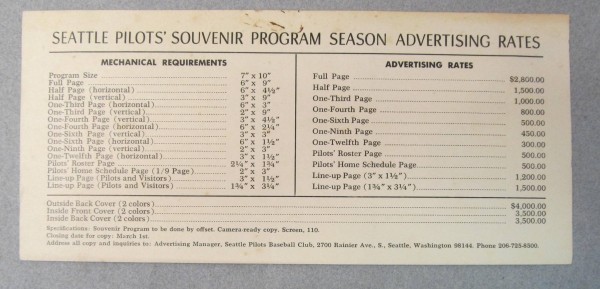 SEATTLE PILOTS' SOUVENIR PROGRAM SEASON ADVERTISING RATES
MECHANICAL REQUIREMENTS
Program Size 7" x 10"
Full Page 6" x 9"
Half Page (horizontal) 6" x 4½"
Half Page (vertical) 3" x 9"
One-Third Page (horizontal) 6" x 3"
One-Third Page (vertical) 2" x 9"
One-Fourth Page (vertical) 3" x 4½"
One-Fourth Page (horizontal) 6" x 2¼"
One-Sixth Page (vertical) 3" x 3"
One-Sixth Page (horizontal) 6" x 1½"
One-Ninth Page (vertical) 2" x 3"
One-Twelfth Page (horizontal) 3" x 1½"
Pilots' Roster Page 2¼" x 1¾"
Pilots' Home Schedule Page (1/9 Page) 2" x 3"
Line-up Page (Pilots and Visitors) 3" x 1½"
Line-up Page (Pilots and Visitors) 1¾" x 3¼"
ADVERTISING RATES
Full Page $2,800.00
Half Page 1,500.00
One-Third Page 1,000.00
One-Fourth Page 800.00
One-Sixth Page 500.00
One-Ninth Page 450.00
One-Twelfth Page 300.00
Pilots' Roster Page 500.00
Pilots' Home Schedule Page 500.00
Line-up Page (3" x 1½") 1,200.00
Line-up Page (1¾" x 3¼") 1,500.00
Outside Back Cover (2 colors) $4,000.00
Inside Front Cover (2 colors) 3,500.00
Inside Back Cover (2 colors) 3,500.00
Specifications: Souvenir Program to be done by offset. Camera-ready copy. Screen, 110.
Closing date for copy: March 1st.
Address all copy and inquiries to: Advertising Manager, Seattle Pilots Baseball Club, 2700 Rainier Ave., S., Seattle, Washington 98144. Phone 206-725-8300.